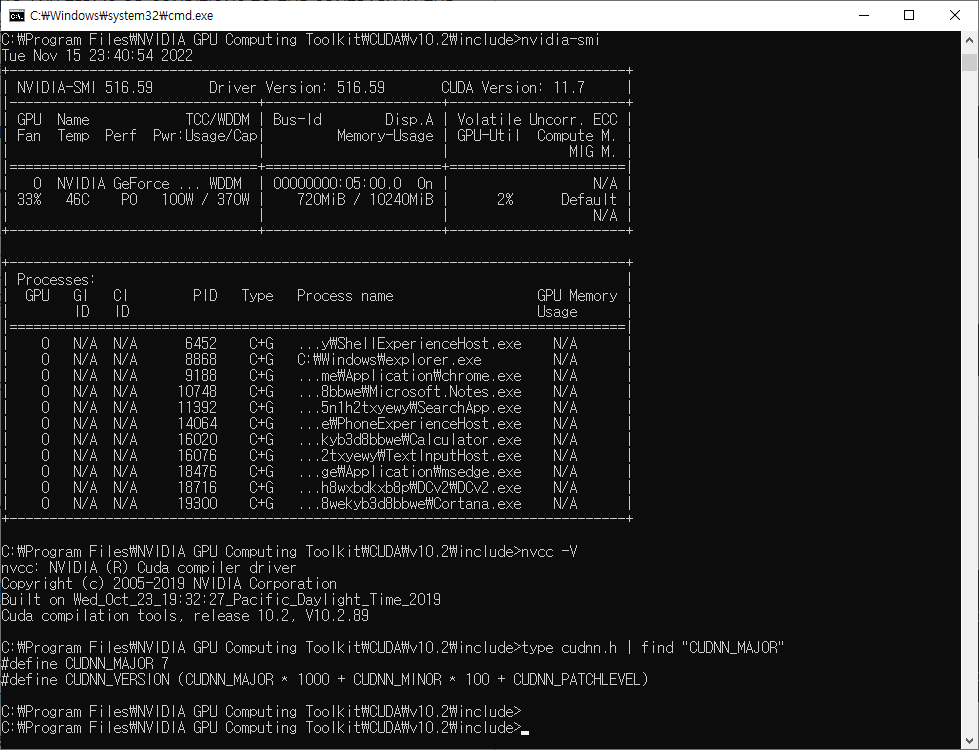 C:\Windows\system32\cmd.exe
C:₩Program Files₩NVIDIA GPU Computing Toolkit₩CUDA₩v10.2₩include>nvidia-smi
Tue Nov 15 23:40:54 2022
+-----------------------------------------------------------------------------+
| NVIDIA-SMI 516.59       Driver Version: 516.59       CUDA Version: 11.7     |
|-------------------------------+----------------------+----------------------+
| GPU  Name            TCC/WDDM | Bus-Id        Disp.A | Volatile Uncorr. ECC |
| Fan  Temp  Perf  Pwr:Usage/Cap|         Memory-Usage | GPU-Util  Compute M. |
|                               |                      |               MIG M. |
|===============================+======================+======================|
|   0  NVIDIA GeForce ... WDDM  | 00000000:05:00.0  On |                  N/A |
| 33%   46C    P0   100W / 370W |    720MiB / 10240MiB |      2%      Default |
|                               |                      |                  N/A |
+-------------------------------+----------------------+----------------------+
+-----------------------------------------------------------------------------+
| Processes:                                                                  |
|  GPU   GI   CI        PID   Type   Process name                  GPU Memory |
|        ID   ID                                                   Usage      |
|=============================================================================|
|    0   N/A  N/A      6452    C+G   ...y₩ShellExperienceHost.exe    N/A      |
|    0   N/A  N/A      8868    C+G   C:₩Windows₩explorer.exe         N/A      |
|    0   N/A  N/A      9188    C+G   ...me₩Application₩chrome.exe    N/A      |
|    0   N/A  N/A     10748    C+G   ...8bbwe₩Microsoft.Notes.exe    N/A      |
|    0   N/A  N/A     11392    C+G   ...5n1h2txyewy₩SearchApp.exe    N/A      |
|    0   N/A  N/A     14064    C+G   ...e₩PhoneExperienceHost.exe    N/A      |
|    0   N/A  N/A     16020    C+G   ...kyb3d8bbwe₩Calculator.exe    N/A      |
|    0   N/A  N/A     16076    C+G   ...2txyewy₩TextInputHost.exe    N/A      |
|    0   N/A  N/A     18476    C+G   ...ge₩Application₩msedge.exe    N/A      |
|    0   N/A  N/A     18716    C+G   ...h8wxbdkxb8p₩DCv2₩DCv2.exe    N/A      |
|    0   N/A  N/A     19300    C+G   ...8wekyb3d8bbwe₩Cortana.exe    N/A      |
+-----------------------------------------------------------------------------+
C:₩Program Files₩NVIDIA GPU Computing Toolkit₩CUDA₩v10.2₩include>nvcc -V
nvcc: NVIDIA (R) Cuda compiler driver
Copyright (c) 2005-2019 NVIDIA Corporation
Built on Wed_Oct_23_19:32:27_Pacific_Daylight_Time_2019
Cuda compilation tools, release 10.2, V10.2.89
C:₩Program Files₩NVIDIA GPU Computing Toolkit₩CUDA₩v10.2₩include>type cudnn.h | find "CUDNN_MAJOR"
#define CUDNN_MAJOR 7
#define CUDNN_VERSION (CUDNN_MAJOR * 1000 + CUDNN_MINOR * 100 + CUDNN_PATCHLEVEL)
C:₩Program Files₩NVIDIA GPU Computing Toolkit₩CUDA₩v10.2₩include>
C:₩Program Files₩NVIDIA GPU Computing Toolkit₩CUDA₩v10.2₩include>